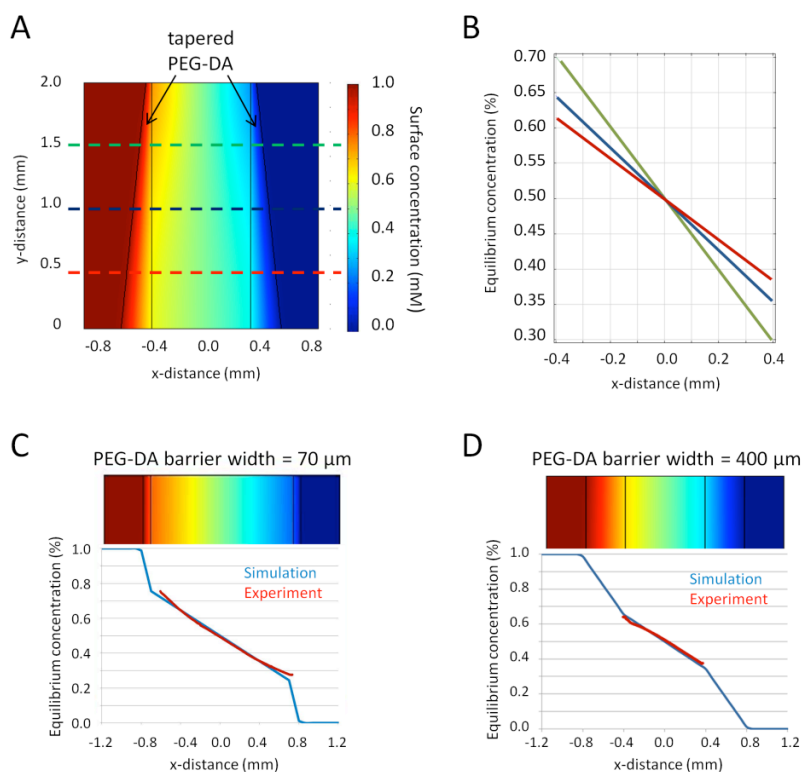 A
tapered
PEG-DA
2.0
1.5
1.0
0.5
0
y-distance (mm)
-0.8
-0.4
0.0
0.4
0.8
x-distance (mm)
1.0
0.8
0.6
0.4
0.2
0.0
Surface concentration (mM)
B
0.70
0.65
0.60
0.55
0.50
0.45
0.40
0.35
0.30
Equilibrium concentration (%)
-0.4
-0.2
0.0
0.2
0.4
x-distance (mm)
C
PEG-DA barrier width = 70 µm
1.0
0.8
0.6
0.4
0.2
0.0
Equilibrium concentration (%)
Simulation
Experiment
-1.2
-0.8
-0.4
0.0
0.4
0.8
1.2
x-distance (mm)
D
PEG-DA barrier width = 400 µm
1.0
0.8
0.6
0.4
0.2
0.0
Equilibrium concentration (%)
Simulation
Experiment
-1.2
-0.8
-0.4
0.0
0.4
0.8
1.2
x-distance (mm)